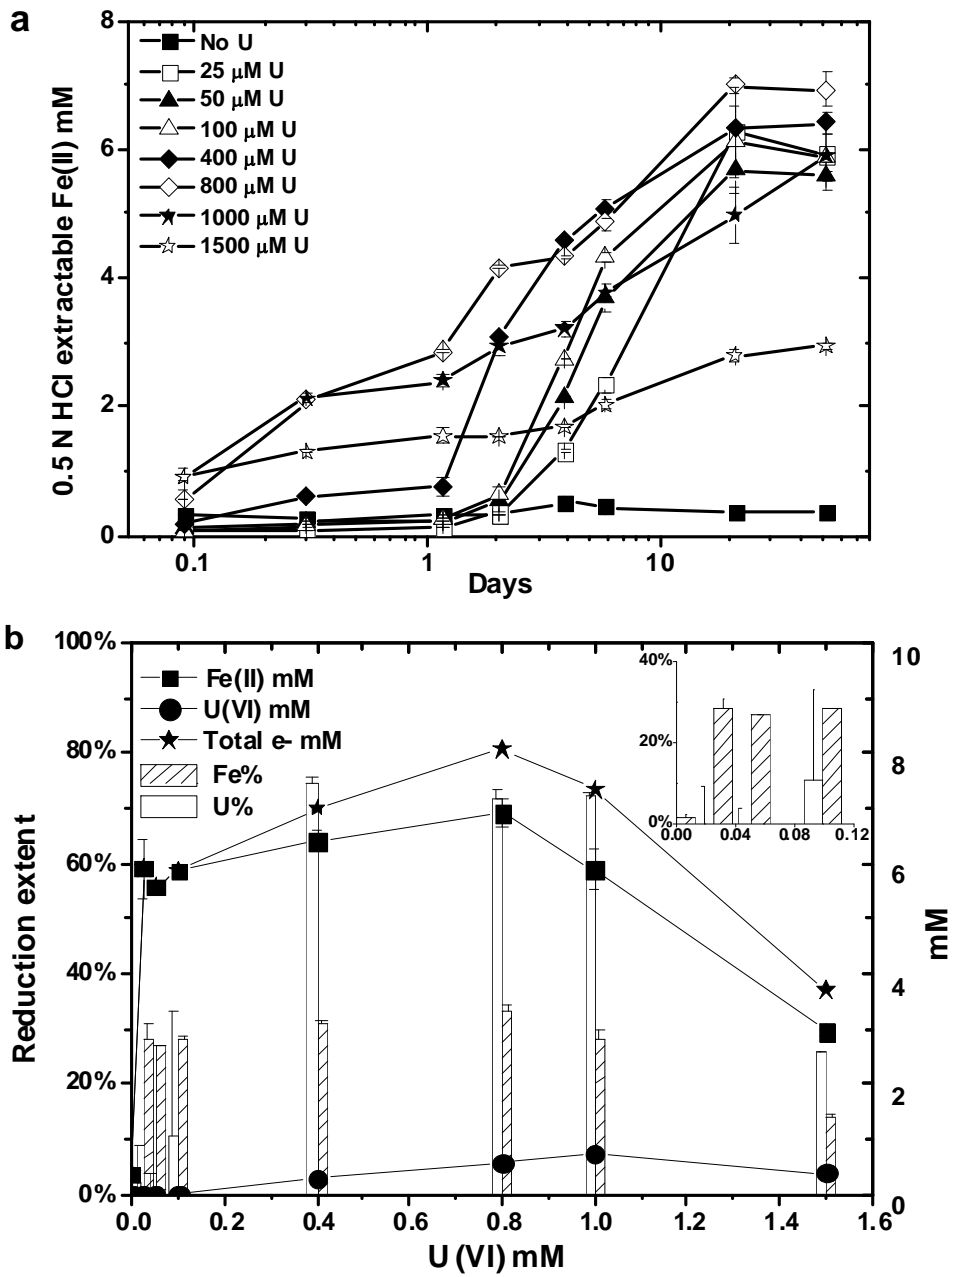 a
8
6
4
2
0
0.5 N HCl extractable Fe(II) mM
No U
25 μM U
50 μM U
100 μM U
400 μM U
800 μM U
1000 μM U
1500 μM U
0.1
1
10
Days
b
100%
80%
60%
40%
20%
0%
Reduction extent
Fe(II) mM
U(VI) mM
Total e- mM
Fe%
U%
40%
20%
0%
0.00 0.04 0.08 0.12
10
8
6
4
2
0
mM
0.0 0.2 0.4 0.6 0.8 1.0 1.2 1.4 1.6
U (VI) mM